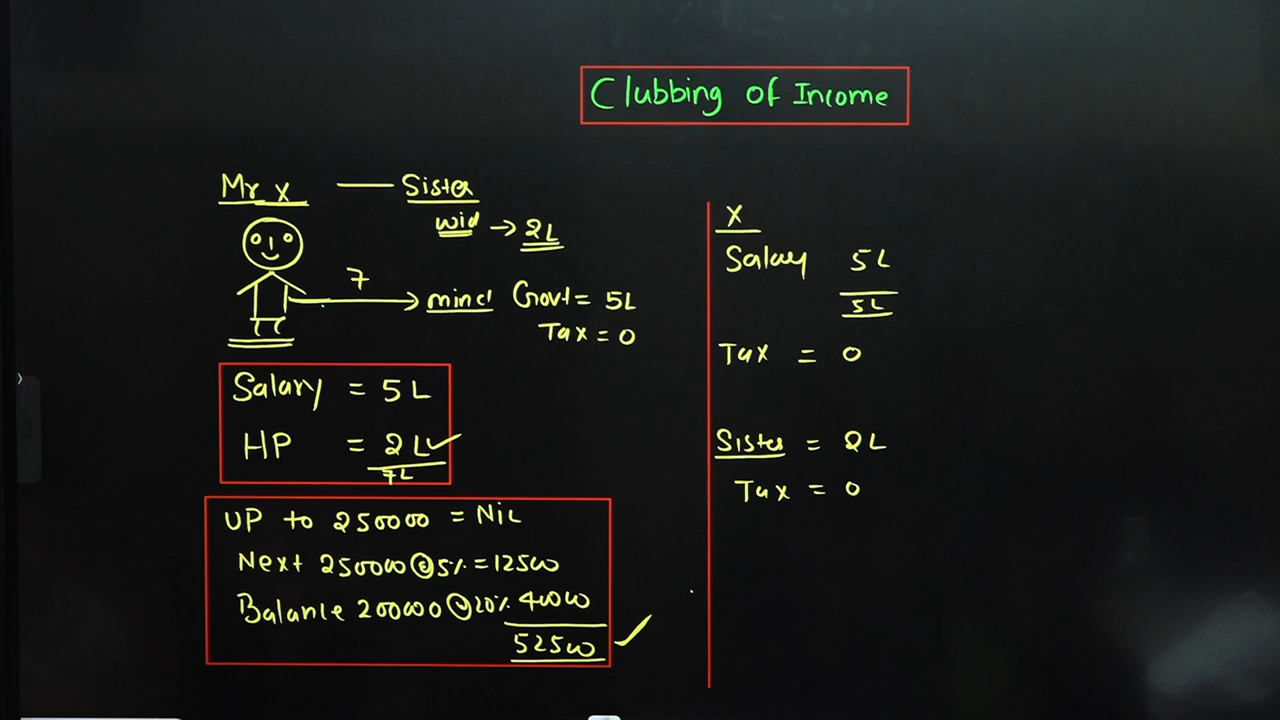 Clubbing of Income
Mr X — Sister
wid → 2L
7
mind Govt = 5L
Tax = 0
Salary = 5L
HP = 2L
7L
UP to 250000 = NiL
Next 250000 @ 5% = 12500
Balance 200000 @ 20% 40000
52500
X
Salary 5L
5L
Tax = 0
Sister = 2L
Tax = 0